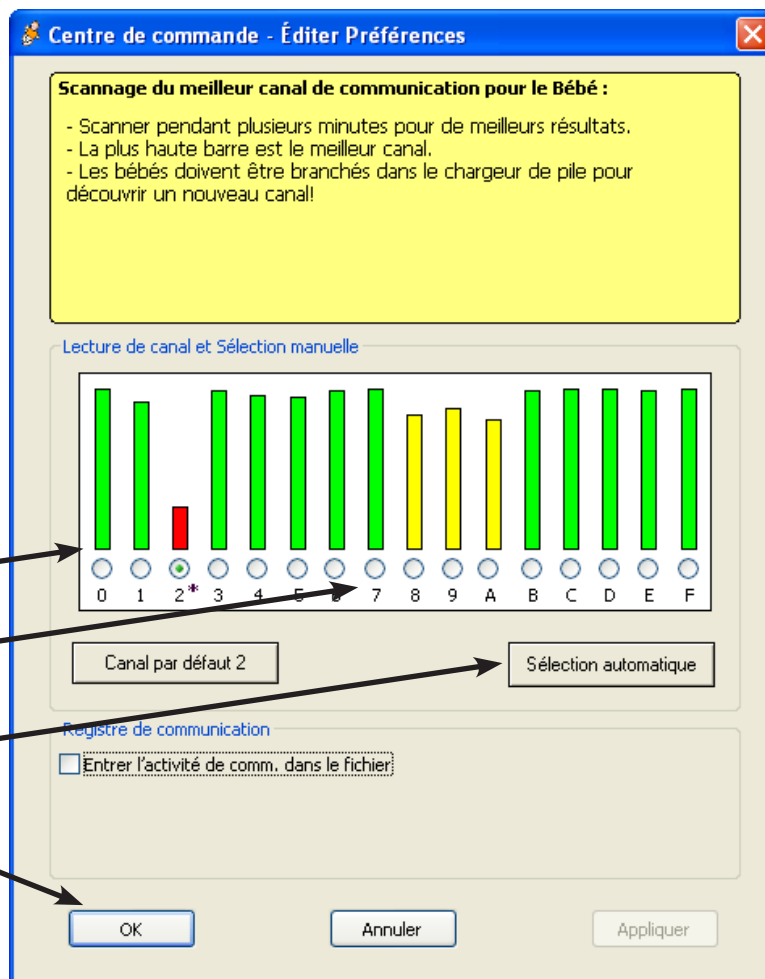 Centre de commande - Éditer Préférences
Scannage du meilleur canal de communication pour le Bébé :
- Scanner pendant plusieurs minutes pour de meilleurs résultats.
- La plus haute barre est le meilleur canal.
- Les bébés doivent être branchés dans le chargeur de pile pour
découvrir un nouveau canal!
Lecture de canal et Sélection manuelle
0 1 2* 3 4 5 6 7 8 9 A B C D E F
Canal par défaut 2 Sélection automatique
Registre de communication
Entrer l'activité de comm. dans le fichier
OK Annuler Appliquer